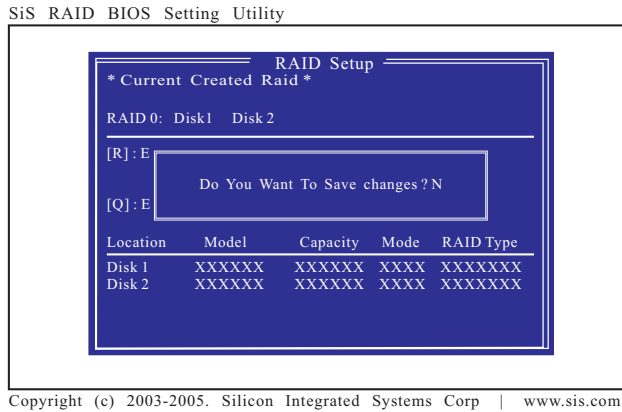 SiS RAID BIOS Setting Utility
RAID Setup
* Current Created Raid *
RAID 0: Disk1 Disk 2
[R] : E
Do You Want To Save changes ? N
[Q] : E
Location Model Capacity Mode RAID Type
Disk 1 XXXXXX XXXXXX XXXX XXXXXXX
Disk 2 XXXXXX XXXXXX XXXX XXXXXXX
Copyright (c) 2003-2005. Silicon Integrated Systems Corp | www.sis.com